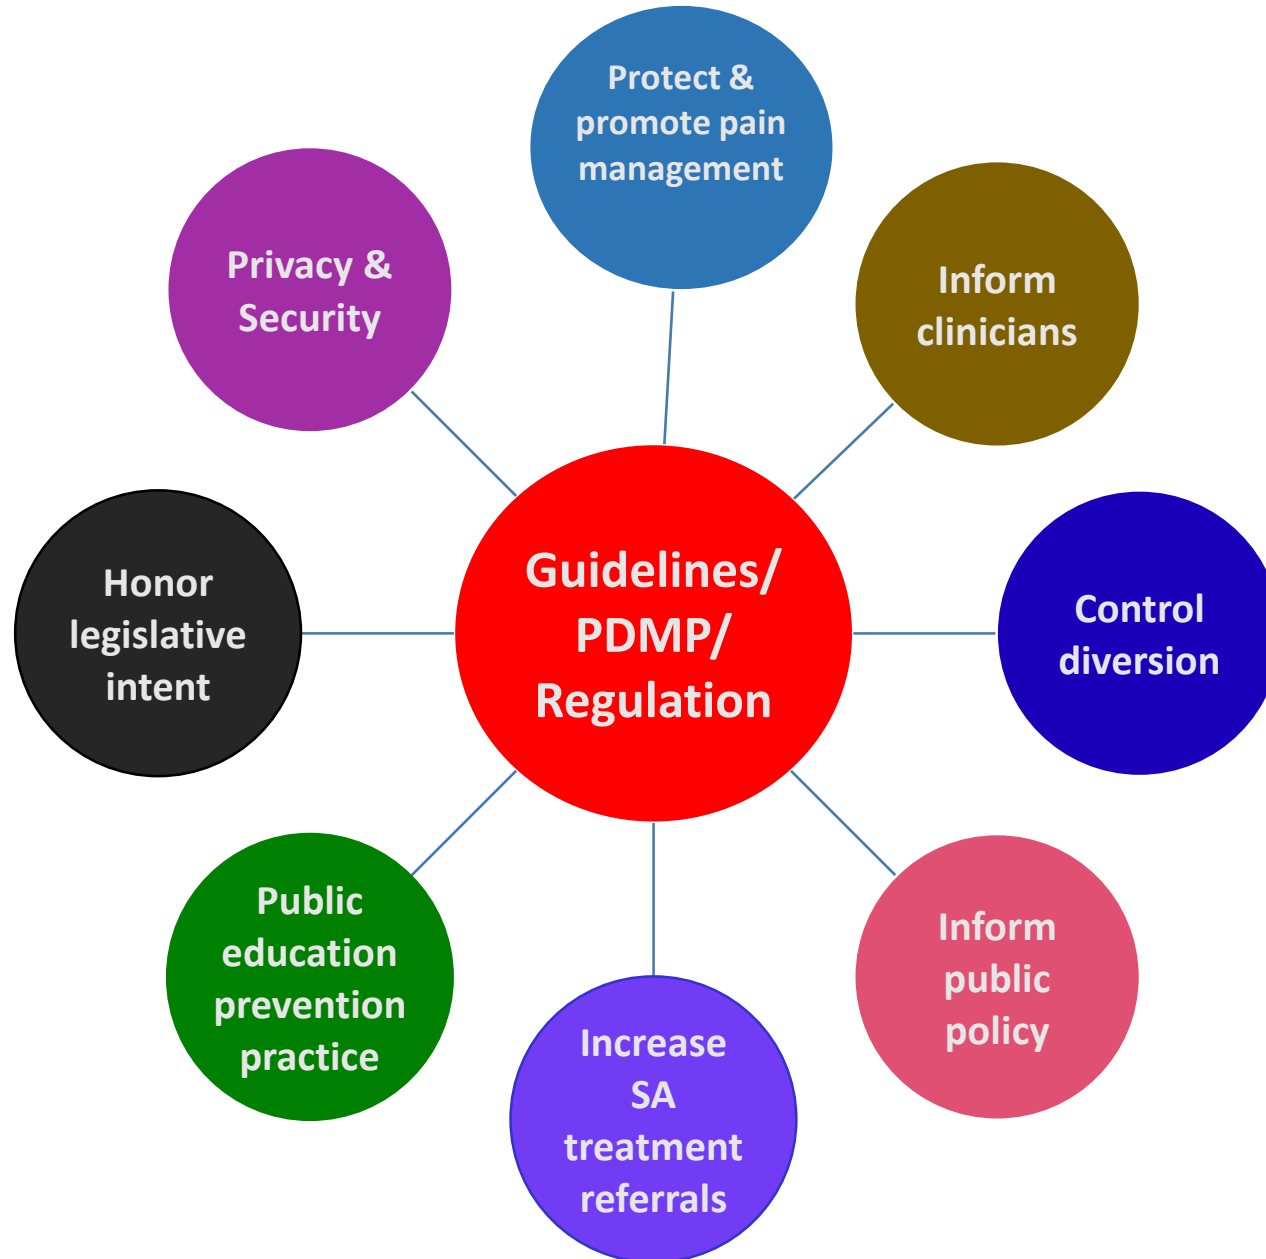 Protect &
promote pain
management
Privacy &
Security
Inform
clinicians
Guidelines/
PDMP/
Regulation
Honor
legislative
intent
Control
diversion
Public
education
prevention
practice
Inform
public
policy
Increase
SA
treatment
referrals